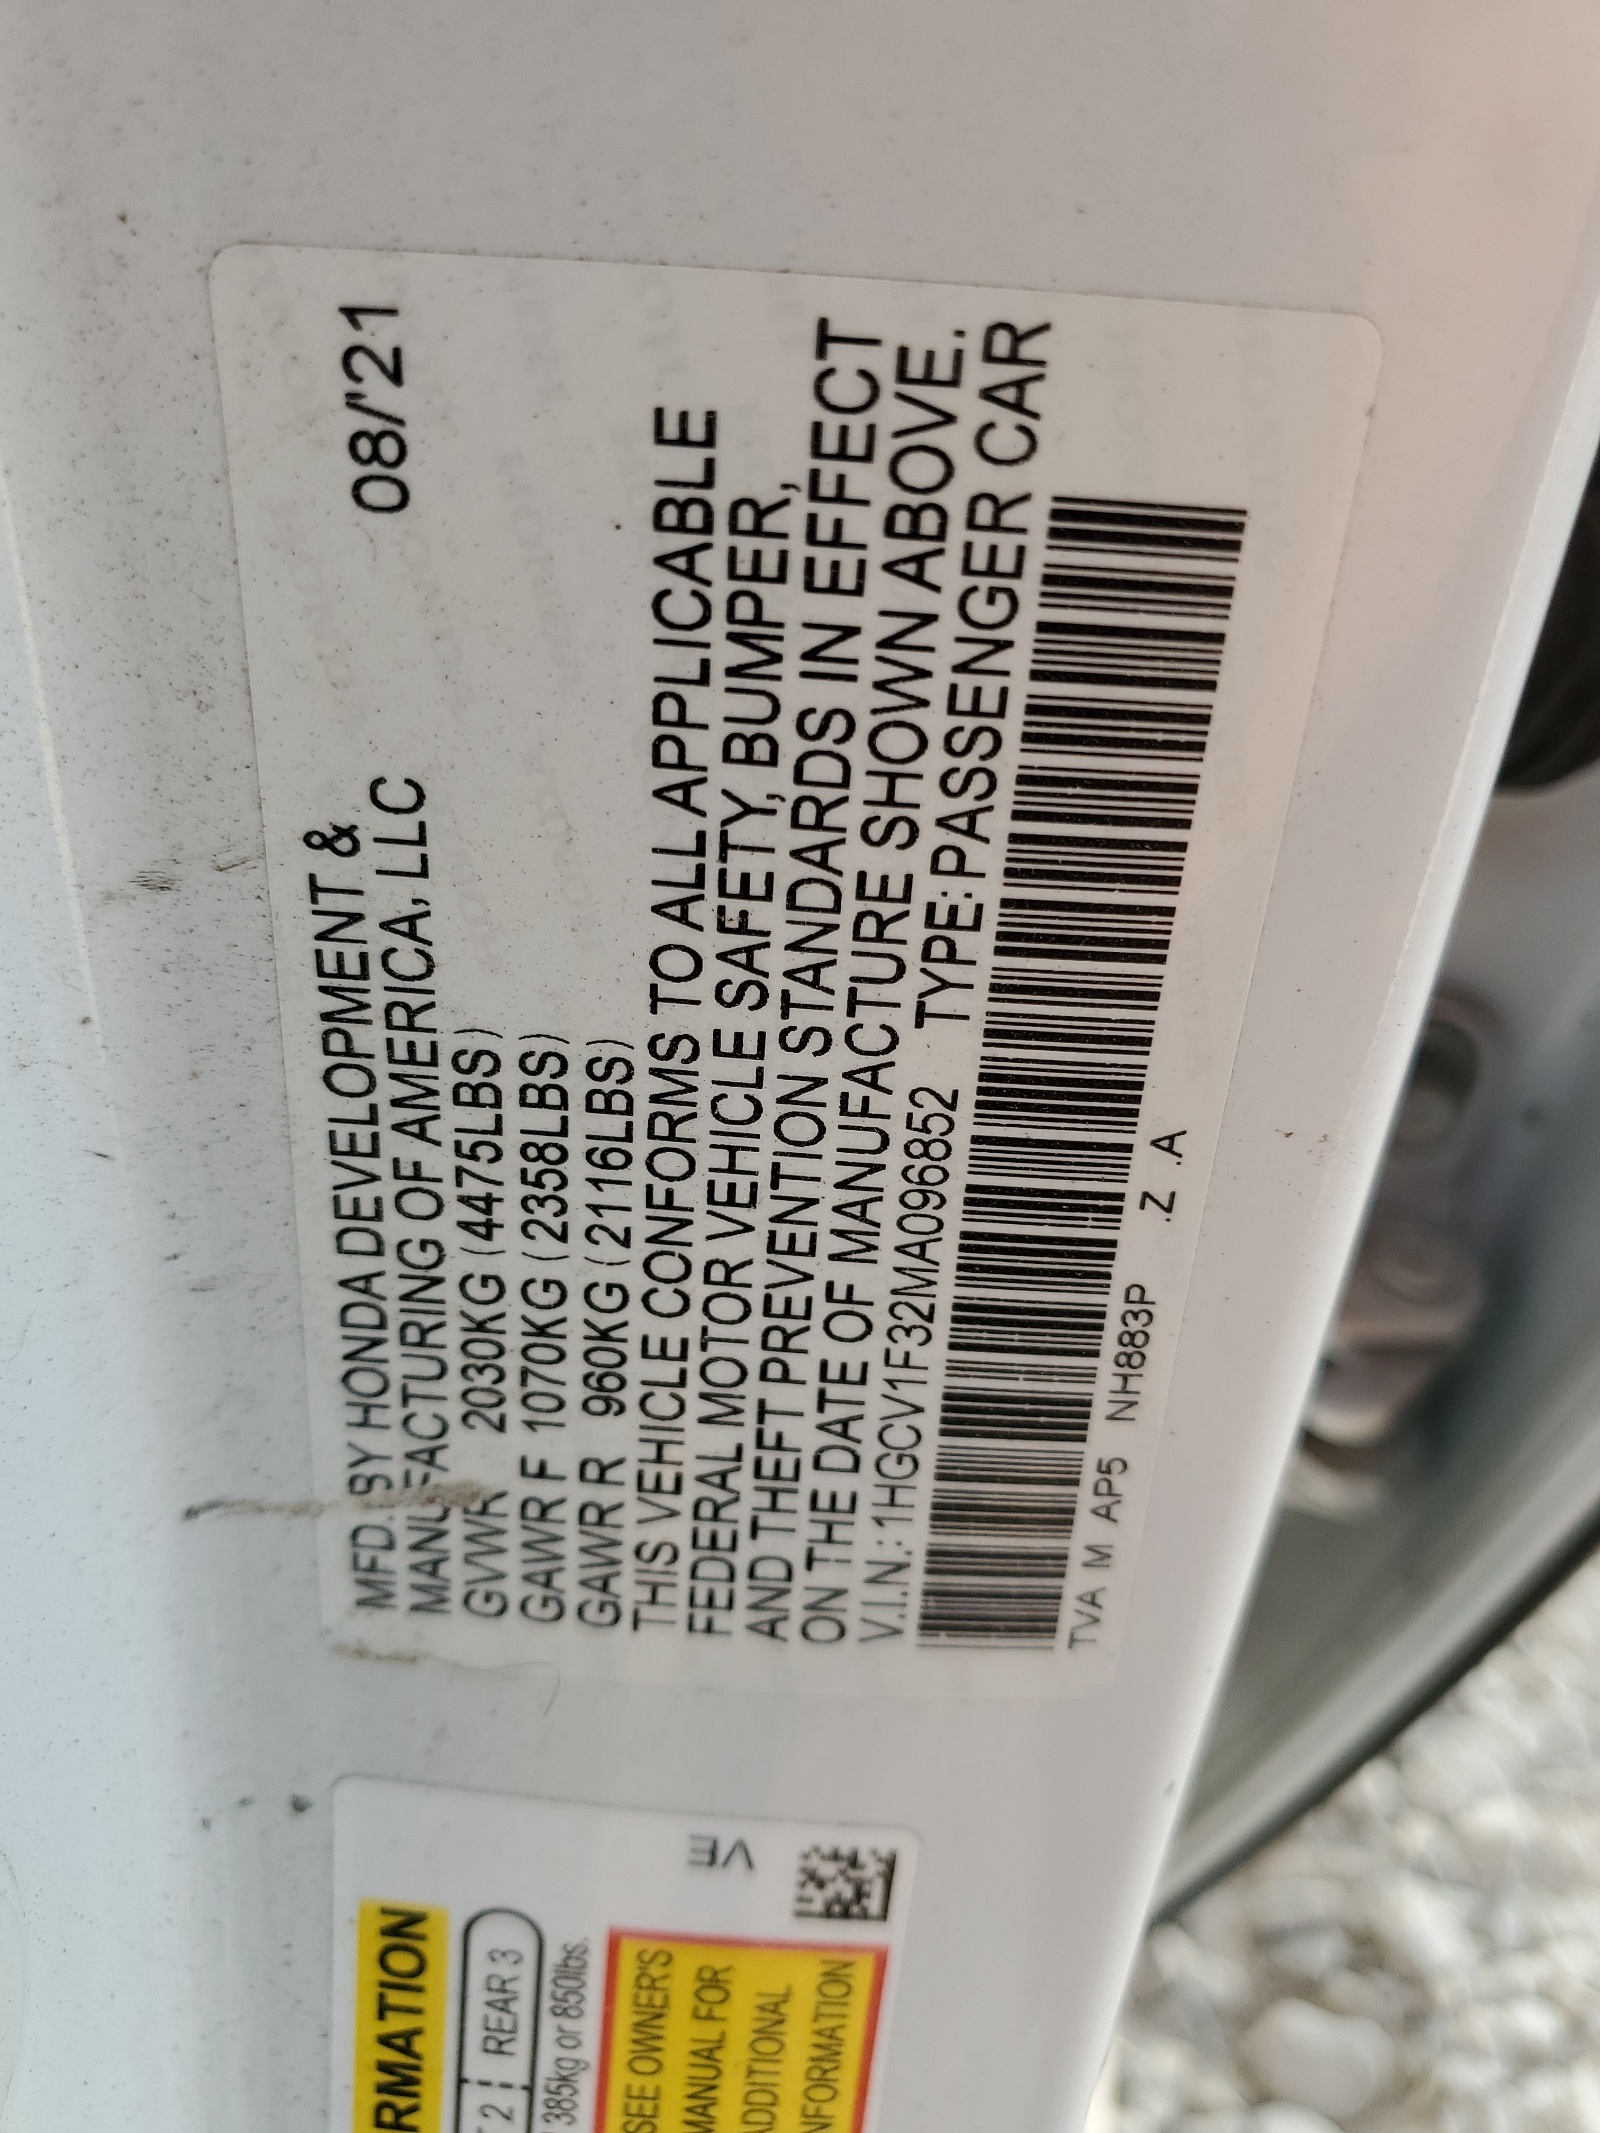 08/'21
MFD. BY HONDA DEVELOPMENT &
MANUFACTURING OF AMERICA, LLC
GVWR 2030KG (4475LBS)
GAWR F 1070KG (2358LBS)
GAWR R 960KG (2116LBS)
THIS VEHICLE CONFORMS TO ALL APPLICABLE
FEDERAL MOTOR VEHICLE SAFETY, BUMPER,
AND THEFT PREVENTION STANDARDS IN EFFECT
ON THE DATE OF MANUFACTURE SHOWN ABOVE.
V.I.N.: 1HGCV1F32MA096852 TYPE: PASSENGER CAR
TVA M AP5 NH883P .Z .A
RMATION
2 REAR 3
385kg or 850lbs.
SEE OWNER'S
MANUAL FOR
ADDITIONAL
INFORMATION
VE